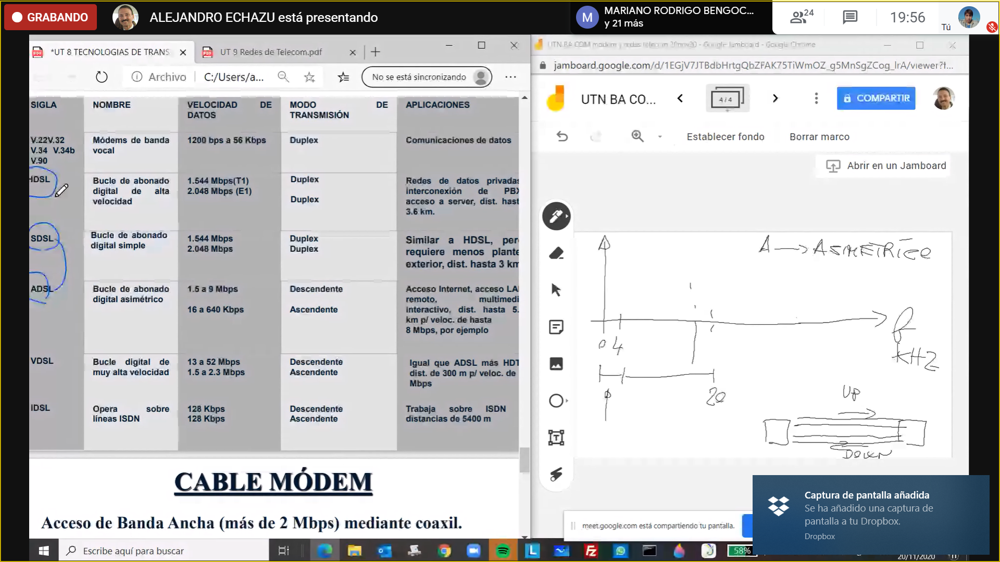 GRABANDO
ALEJANDRO ECHAZU está presentando
M
MARIANO RODRIGO BENGOC...
y 21 más
24
19:56
Tú
*UT 8 TECNOLOGIAS DE TRANS
UT 9 Redes de Telecom.pdf
Archivo
C:/Users/a...
No se está sincronizando
SIGLA NOMBRE VELOCIDAD DE DATOS MODO DE TRANSMISIÓN APLICACIONES
V.22V.32
V.34 V.34b
V.90
Módems de banda
vocal
1200 bps a 56 Kbps
Duplex
Comunicaciones de datos
HDSL
Bucle de abonado
digital de alta
velocidad
1.544 Mbps(T1)
2.048 Mbps (E1)
Duplex
Duplex
Redes de datos privadas
interconexión de PBX
acceso a server, dist. hast
3.6 km.
SDSL
Bucle de abonado
digital simple
1.544 Mbps
2.048 Mbps
Duplex
Duplex
Similar a HDSL, per
requiere menos plante
exterior, dist. hasta 3 km
ADSL
Bucle de abonado
digital asimétrico
1.5 a 9 Mbps
16 a 640 Kbps
Descendente
Ascendente
Acceso Internet, acceso LA
remoto, multimedi
interactivo, dist. hasta 5.
km p/ veloc. de hasta
8 Mbps, por ejemplo
VDSL
Bucle digital de
muy alta velocidad
13 a 52 Mbps
1.5 a 2.3 Mbps
Descendente
Ascendente
Igual que ADSL más HDT
dist. de 300 m p/ veloc. de
Mbps
IDSL
Opera sobre
líneas ISDN
128 Kbps
128 Kbps
Descendente
Ascendente
Trabaja sobre ISDN
distancias de 5400 m
CABLE MÓDEM
Acceso de Banda Ancha (más de 2 Mbps) mediante coaxil.
UTN BA COM modem y redes telecom 20nov20 - Google Jamboard - Google Chrome
jamboard.google.com/d/1EGjV7JTBdbHrtgQbZFAK75TiWmOZ_g5MnSgZCog_lrA/viewer?f...
UTN BA CO...
4 / 4
COMPARTIR
Establecer fondo
Borrar marco
Abrir en un Jamboard
A → ASIMETRICO
0 4
f
KHZ
20
UP
DOWN
meet.google.com está compartiendo tu pantalla.
Captura de pantalla añadida
Se ha añadido una captura de
pantalla a tu Dropbox.
Dropbox
Escribe aquí para buscar
58%
20/11/2020